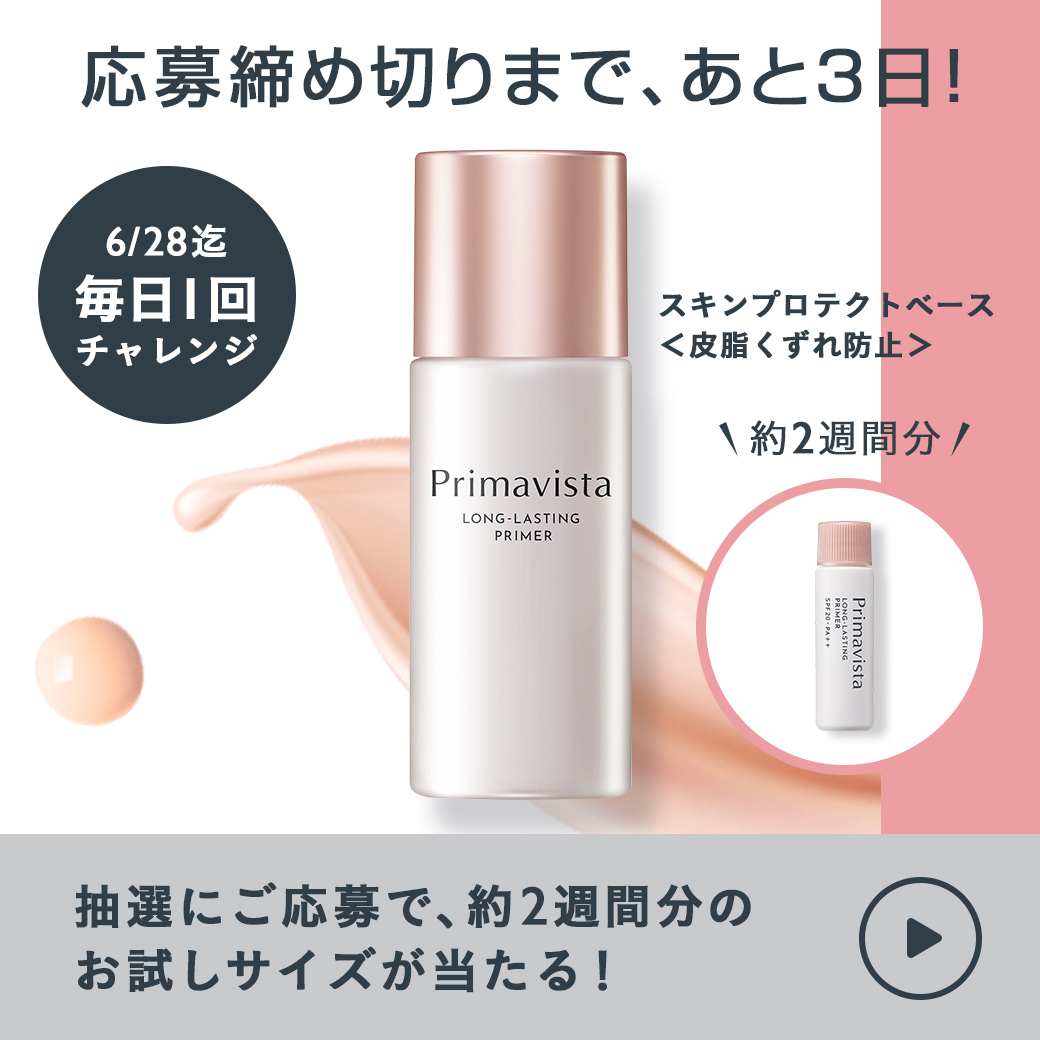 応募締め切りまで、あと3日!
6/28迄
毎日1回
チャレンジ
スキンプロテクトベース
＜皮脂くずれ防止＞
約2週間分
Primavista
LONG-LASTING
PRIMER
Primavista
LONG-LASTING
PRIMER
SPF20・PA++
抽選にご応募で、約2週間分の
お試しサイズが当たる！